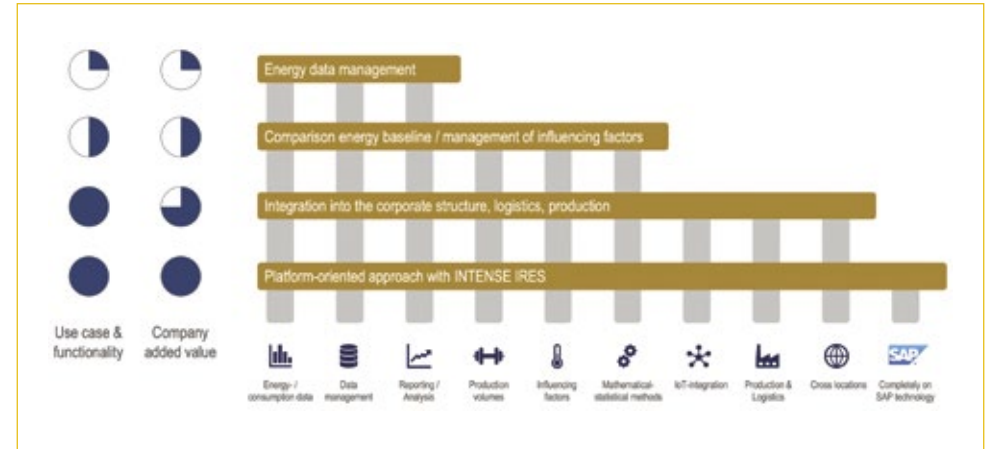 Energy data management
Comparison energy baseline / management of influencing factors
Integration into the corporate structure, logistics, production
Platform-oriented approach with INTENSE IRES
Use case &
functionality
Company
added value
SAP
Energy- /
consumption data
Data
management
Reporting /
Analysis
Production
volumes
Influencing
factors
Mathematical-
statistical methods
IoT-integration
Production &
Logistics
Cross locations
Completely on
SAP technology